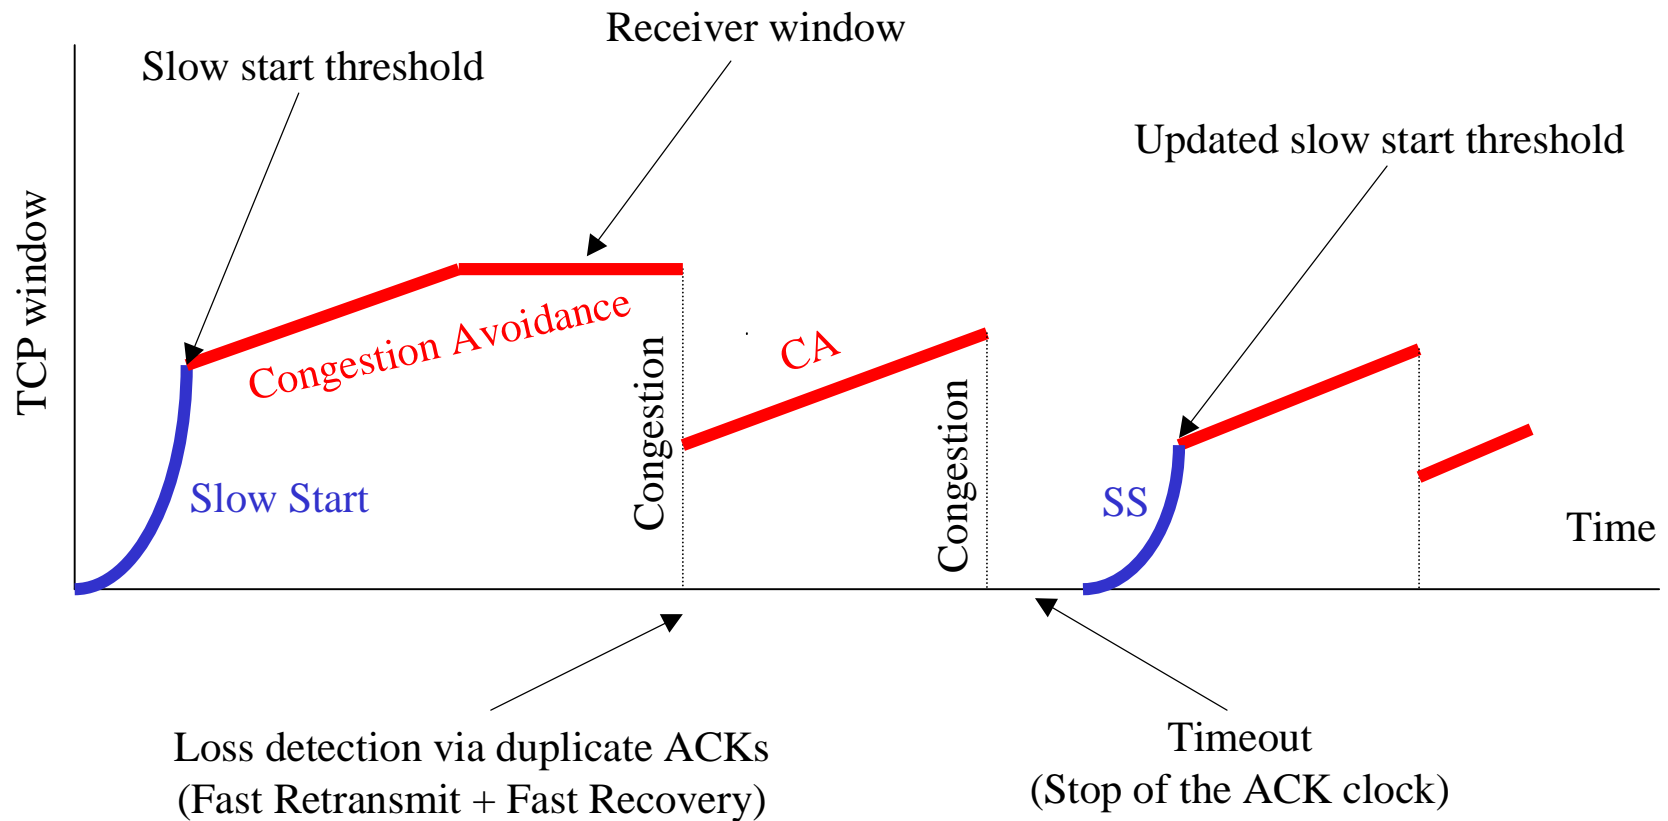 Receiver window
Slow start threshold
Updated slow start threshold
TCP window
Congestion Avoidance
CA
Congestion
Congestion
Slow Start
SS
Time
Loss detection via duplicate ACKs
(Fast Retransmit + Fast Recovery)
Timeout
(Stop of the ACK clock)